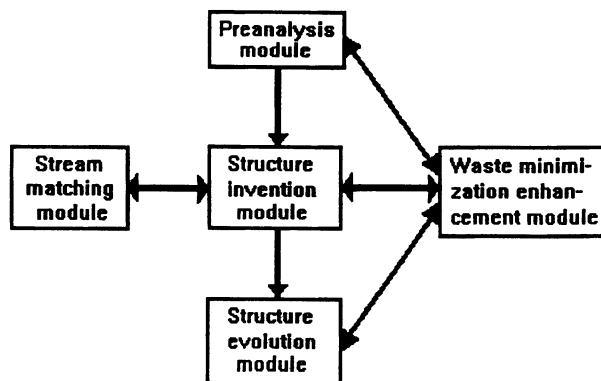 Preanalysis
module
Stream
matching
module
Structure
invention
module
Waste minimi-
zation enhan-
cement module
Structure
evolution
module